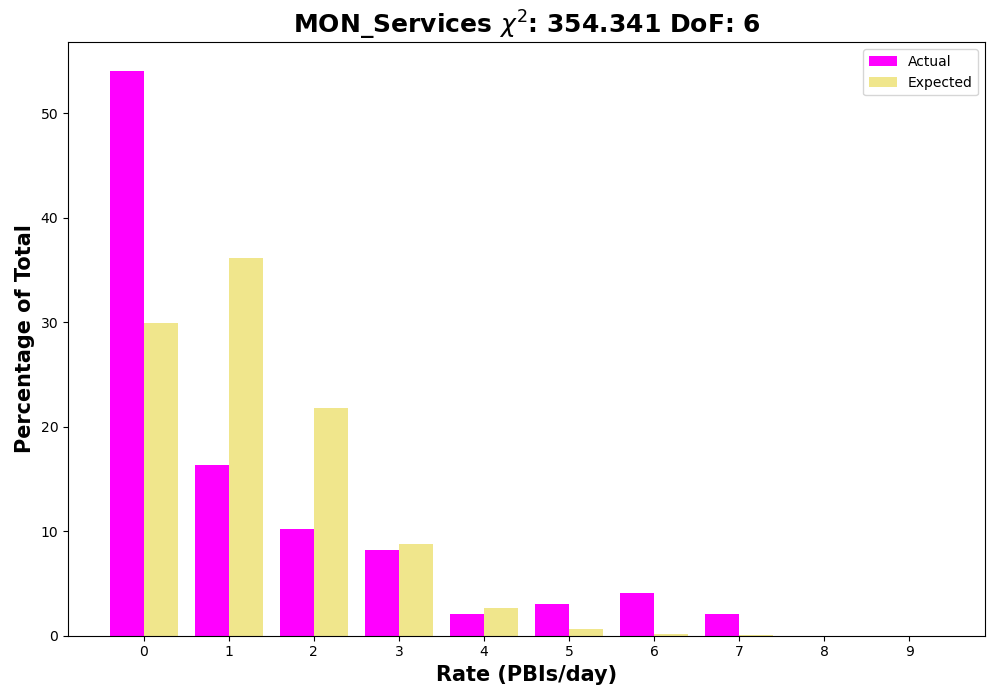 MON_Services χ²: 354.341 DoF: 6
Actual
Expected
Percentage of Total
50
40
30
20
10
0
0 1 2 3 4 5 6 7 8 9
Rate (PBIs/day)